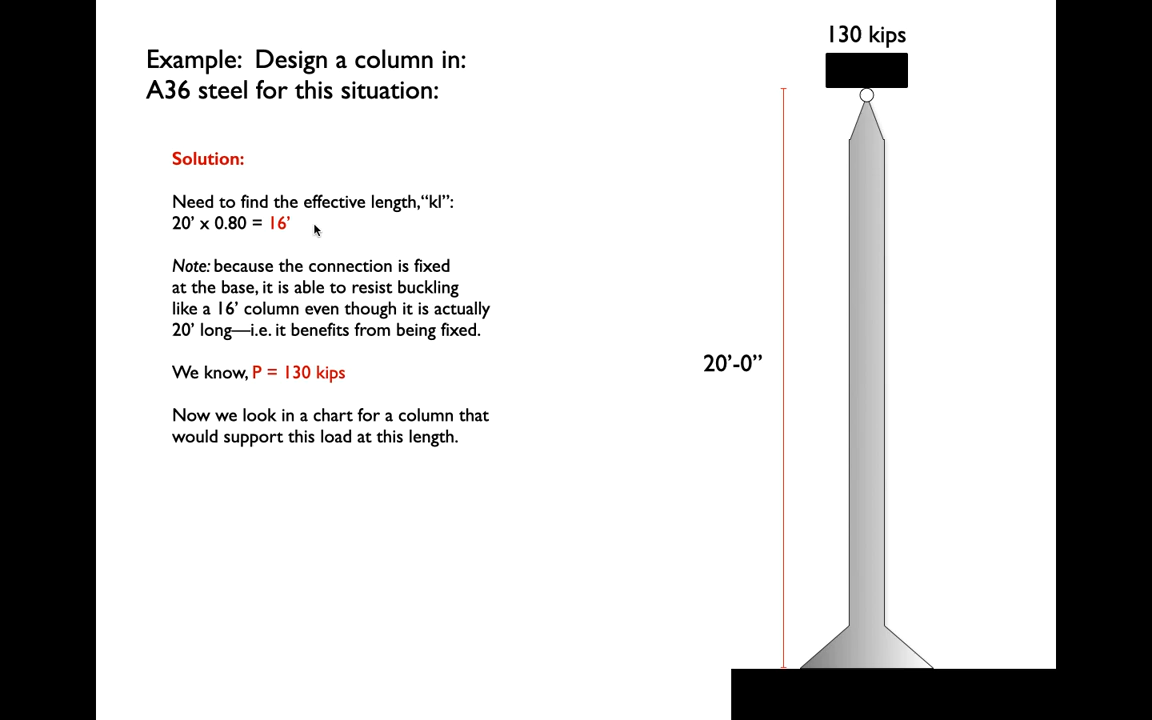 130 kips
Example: Design a column in:
A36 steel for this situation:
Solution:
Need to find the effective length, “kl”:
20’ x 0.80 = 16’
Note: because the connection is fixed
at the base, it is able to resist buckling
like a 16’ column even though it is actually
20’ long—i.e. it benefits from being fixed.
20’-0”
We know, P = 130 kips
Now we look in a chart for a column that
would support this load at this length.